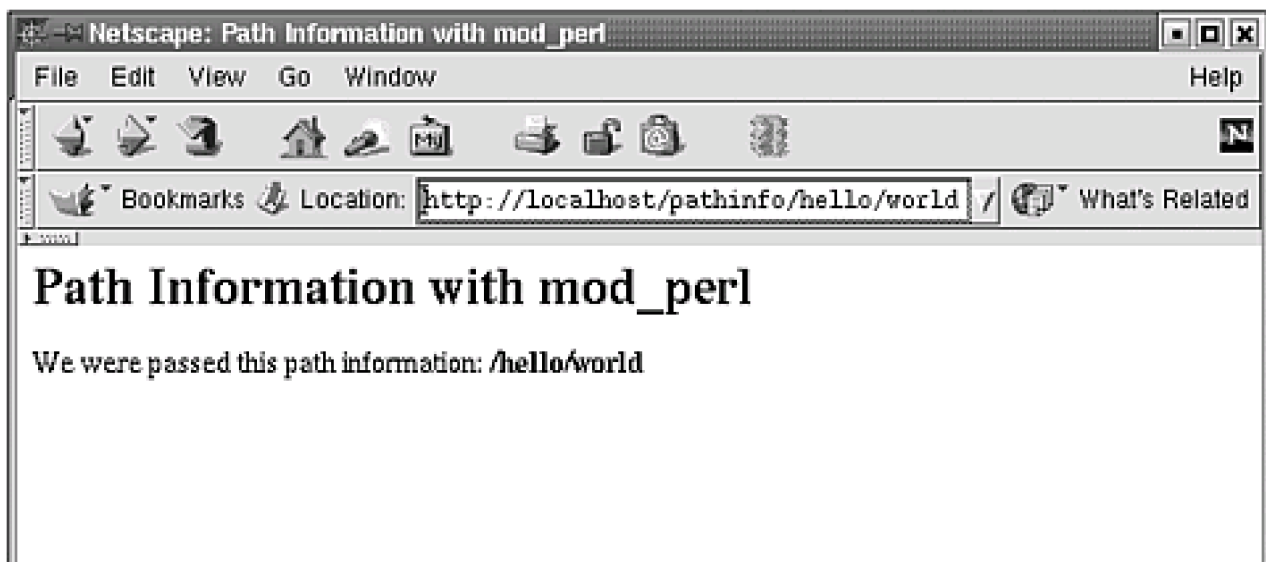 Netscape: Path Information with mod_perl
File Edit View Go Window Help
My N
Bookmarks Location: http://localhost/pathinfo/hello/world What's Related
Path Information with mod_perl
We were passed this path information: /hello/world